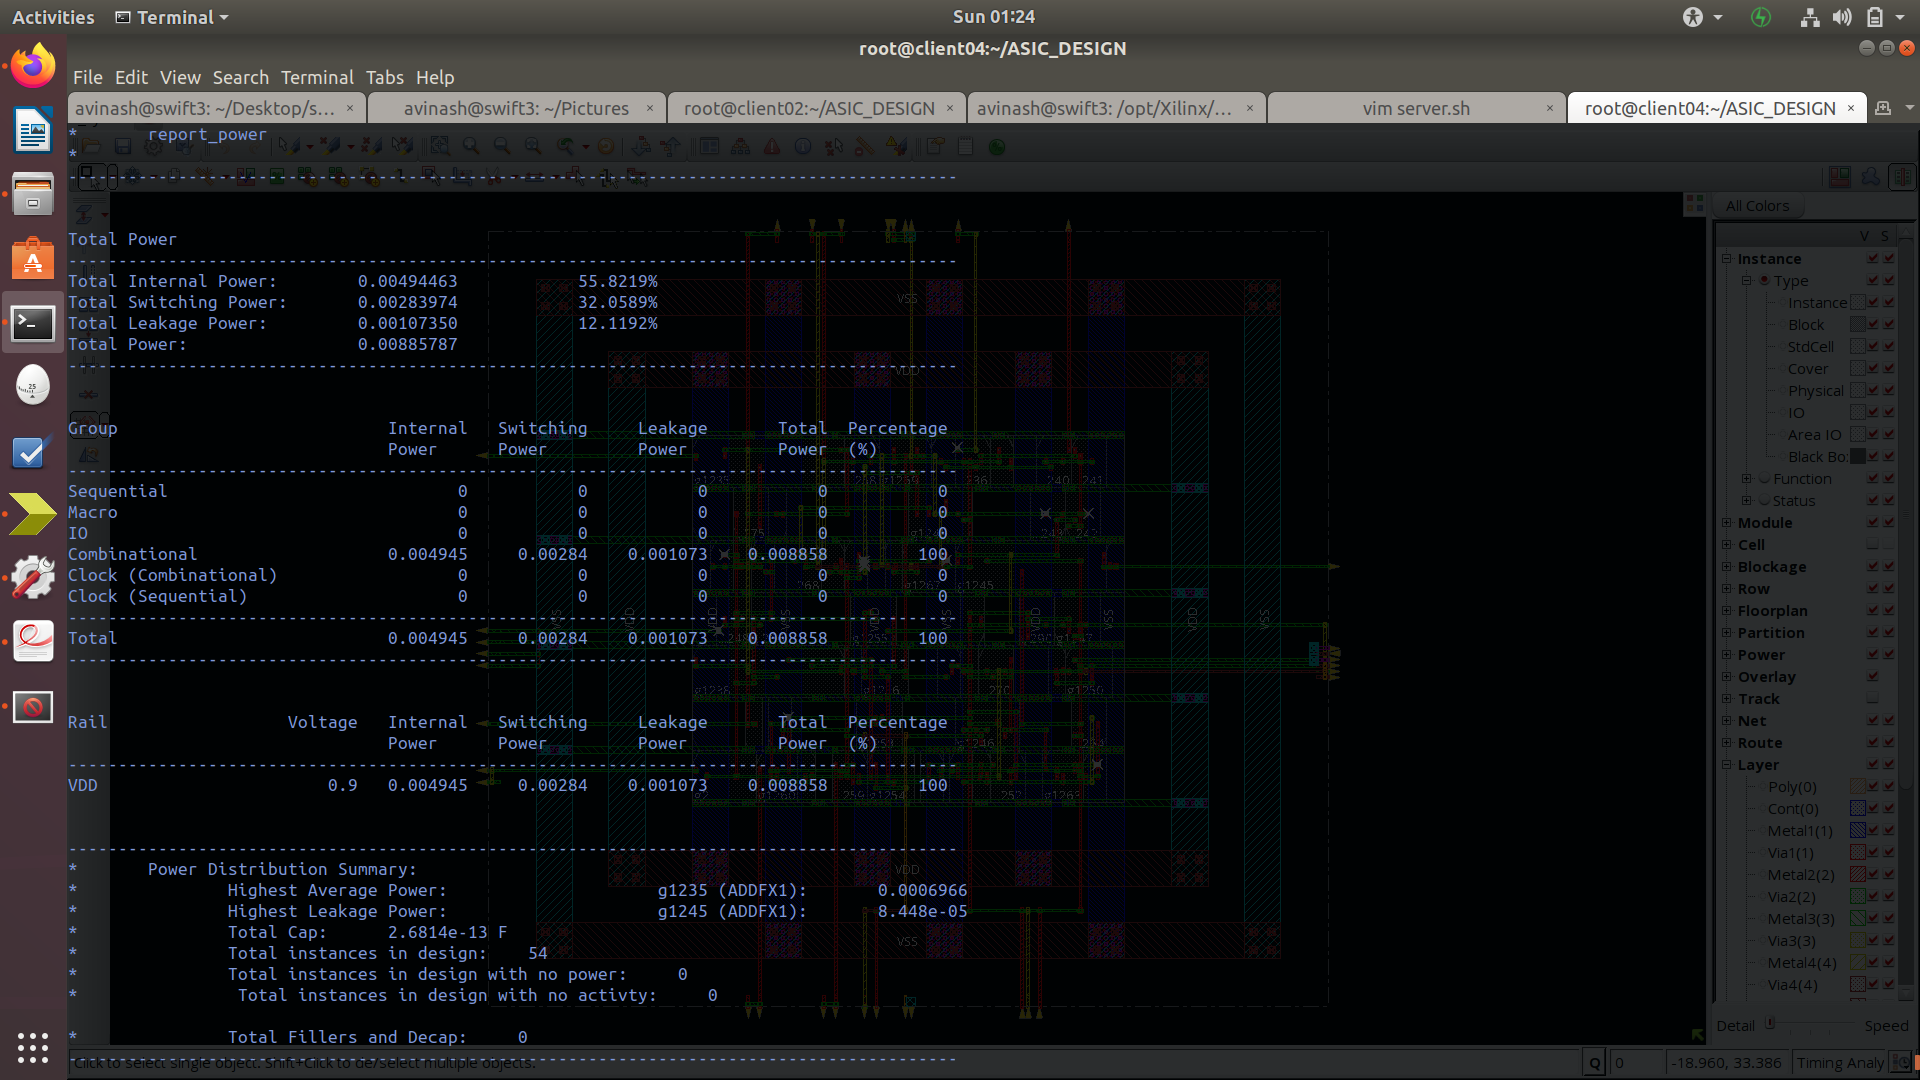 Activities Terminal Sun 01:24
root@client04:~/ASIC_DESIGN
File Edit View Search Terminal Tabs Help
avinash@swift3: ~/Desktop/s… × avinash@swift3: ~/Pictures × root@client02:~/ASIC_DESIGN × avinash@swift3: /opt/Xilinx/… × vim server.sh × root@client04:~/ASIC_DESIGN ×
* report_power
*
--------------------------------------------------------------------------------
Total Power
--------------------------------------------------------------------------------
Total Internal Power: 0.00494463 55.8219%
Total Switching Power: 0.00283974 32.0589%
Total Leakage Power: 0.00107350 12.1192%
Total Power: 0.00885787
--------------------------------------------------------------------------------
Group Internal Switching Leakage Total Percentage
Power Power Power Power (%)
--------------------------------------------------------------------------------
Sequential 0 0 0 0 0
Macro 0 0 0 0 0
IO 0 0 0 0 0
Combinational 0.004945 0.00284 0.001073 0.008858 100
Clock (Combinational) 0 0 0 0 0
Clock (Sequential) 0 0 0 0 0
--------------------------------------------------------------------------------
Total 0.004945 0.00284 0.001073 0.008858 100
--------------------------------------------------------------------------------
Rail Voltage Internal Switching Leakage Total Percentage
Power Power Power Power (%)
--------------------------------------------------------------------------------
VDD 0.9 0.004945 0.00284 0.001073 0.008858 100
--------------------------------------------------------------------------------
* Power Distribution Summary:
* Highest Average Power: g1235 (ADDFX1): 0.0006966
* Highest Leakage Power: g1245 (ADDFX1): 8.448e-05
* Total Cap: 2.6814e-13 F
* Total instances in design: 54
* Total instances in design with no power: 0
* Total instances in design with no activty: 0
* Total Fillers and Decap: 0
--------------------------------------------------------------------------------
All Colors
V S
Instance
Type
Instance
Block
StdCell
Cover
Physical
IO
Area IO
Black Bo
Function
Status
Module
Cell
Blockage
Row
Floorplan
Partition
Power
Overlay
Track
Net
Route
Layer
Poly(0)
Cont(0)
Metal1(1)
Via1(1)
Metal2(2)
Via2(2)
Metal3(3)
Via3(3)
Metal4(4)
Via4(4)
Detail Speed
VSS
VDD
VDD
VSS
Click to select single object. Shift+Click to de/select multiple objects. Q 0 -18.960, 33.386 Timing Analy